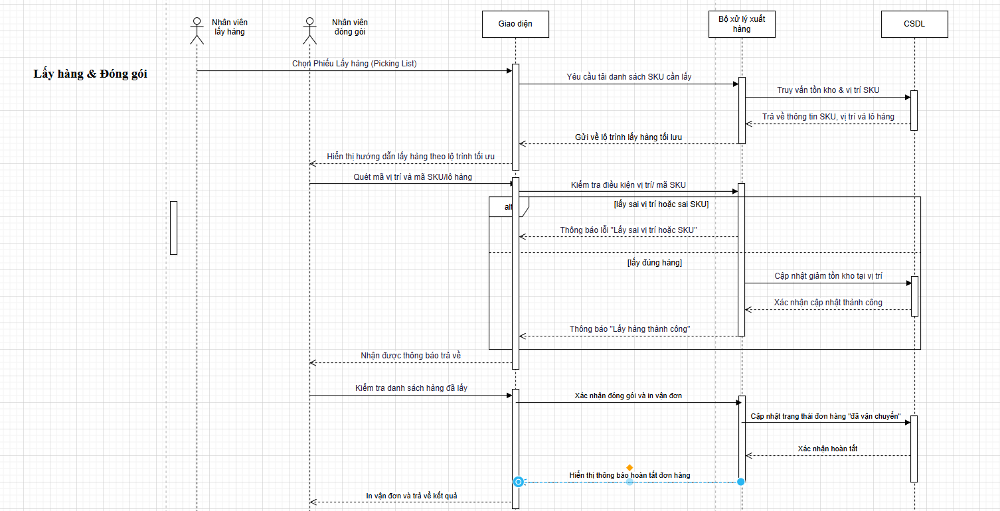 Nhân viên
lấy hàng
Nhân viên
đóng gói
Giao diện
Bộ xử lý xuất
hàng
CSDL
Lấy hàng & Đóng gói
Chọn Phiếu Lấy hàng (Picking List)
Yêu cầu tải danh sách SKU cần lấy
Truy vấn tồn kho & vị trí SKU
Trả về thông tin SKU, vị trí và lô hàng
Gửi về lộ trình lấy hàng tối lưu
Hiển thị hướng dẫn lấy hàng theo lộ trình tối ưu
Quét mã vị trí và mã SKU/lô hàng
Kiểm tra điều kiện vị trí/ mã SKU
alt
[lấy sai vị trí hoặc sai SKU]
Thông báo lỗi "Lấy sai vị trí hoặc SKU"
[lấy đúng hàng]
Cập nhật giảm tồn kho tại vị trí
Xác nhận cập nhật thành công
Thông báo "Lấy hàng thành công"
Nhận được thông báo trả về
Kiểm tra danh sách hàng đã lấy
Xác nhận đóng gói và in vận đơn
Cập nhật trạng thái đơn hàng "đã vận chuyển"
Xác nhận hoàn tất
Hiển thị thông báo hoàn tất đơn hàng
In vận đơn và trả về kết quả